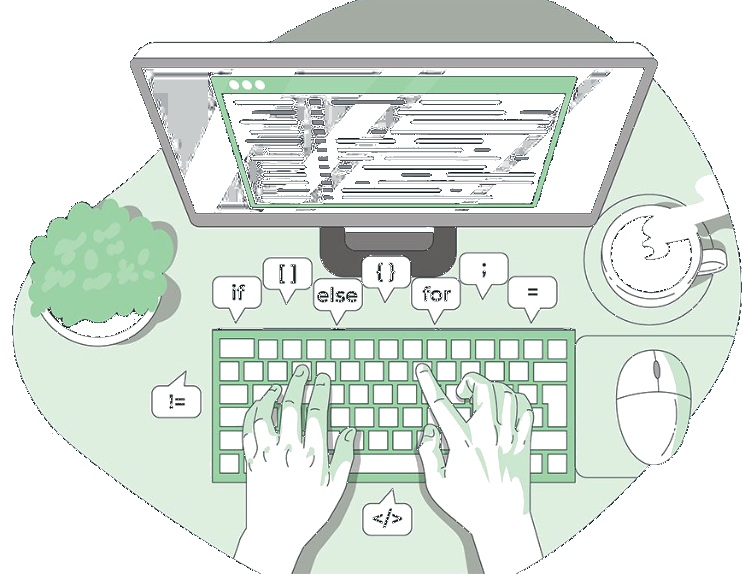 if
[]
else
{}
for
;
=
!=
</>